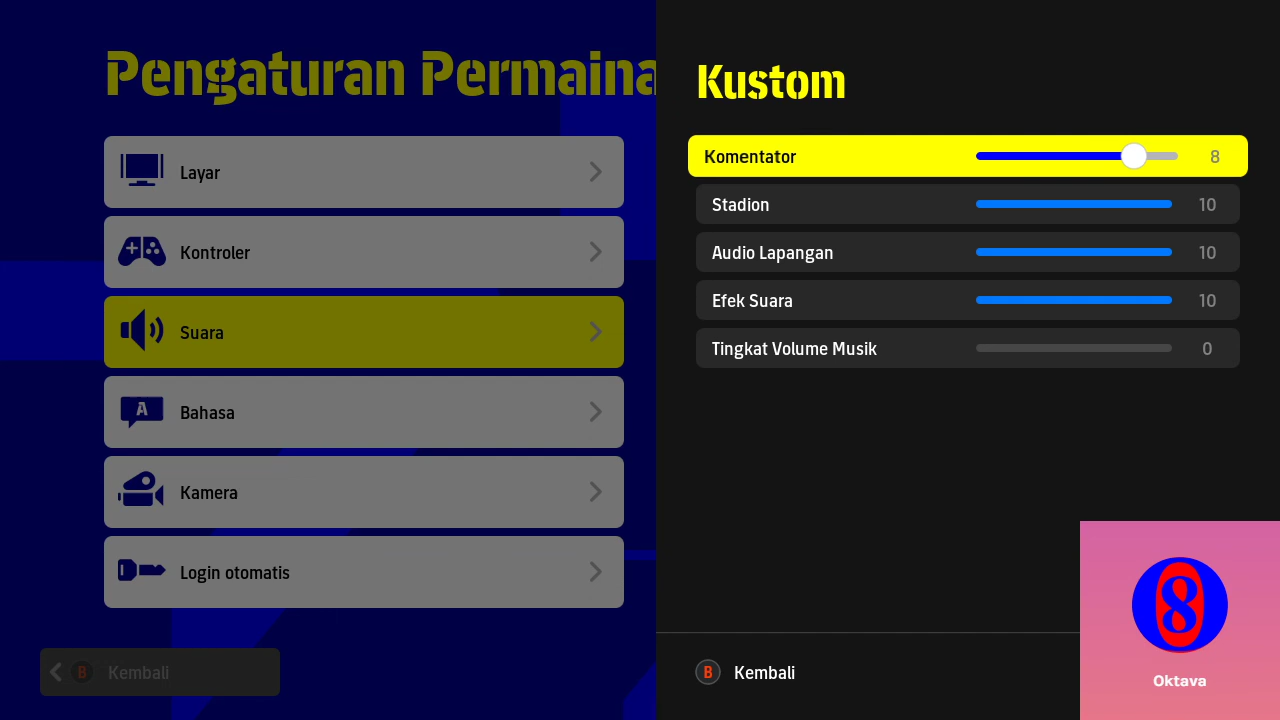 Pengaturan Permaina
Layar
Kontroler
Suara
A
Bahasa
Kamera
Login otomatis
B Kembali
Kustom
Komentator 8
Stadion 10
Audio Lapangan 10
Efek Suara 10
Tingkat Volume Musik 0
B Kembali
8
Oktava